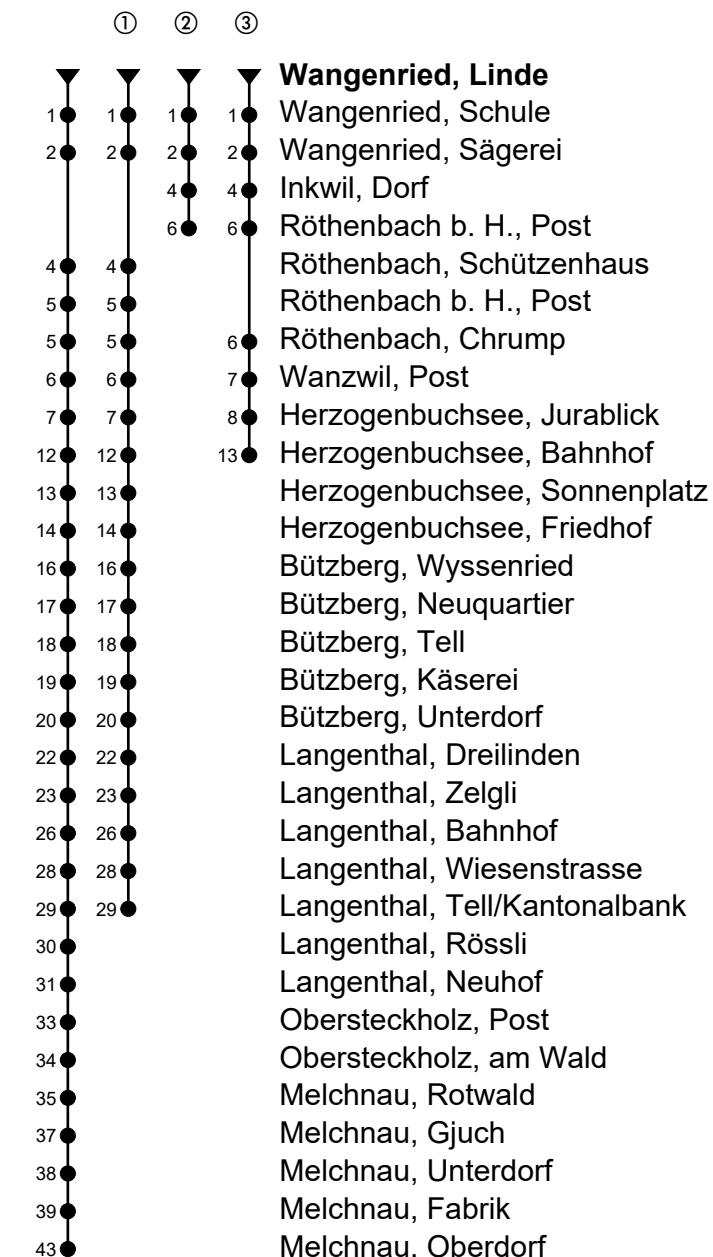 ① ② ③
Wangenried, Linde
1 1 1 1 Wangenried, Schule
2 2 2 2 Wangenried, Sägerei
4 4 Inkwil, Dorf
6 6 Röthenbach b. H., Post
4 4 Röthenbach, Schützenhaus
5 5 Röthenbach b. H., Post
5 5 6 Röthenbach, Chrump
6 6 7 Wanzwil, Post
7 7 8 Herzogenbuchsee, Jurablick
12 12 13 Herzogenbuchsee, Bahnhof
13 13 Herzogenbuchsee, Sonnenplatz
14 14 Herzogenbuchsee, Friedhof
16 16 Bützberg, Wyssenried
17 17 Bützberg, Neuquartier
18 18 Bützberg, Tell
19 19 Bützberg, Käserei
20 20 Bützberg, Unterdorf
22 22 Langenthal, Dreilinden
23 23 Langenthal, Zelgli
26 26 Langenthal, Bahnhof
28 28 Langenthal, Wiesenstrasse
29 29 Langenthal, Tell/Kantonalbank
30 Langenthal, Rössli
31 Langenthal, Neuhof
33 Obersteckholz, Post
34 Obersteckholz, am Wald
35 Melchnau, Rotwald
37 Melchnau, Gjuch
38 Melchnau, Unterdorf
39 Melchnau, Fabrik
43 Melchnau, Oberdorf